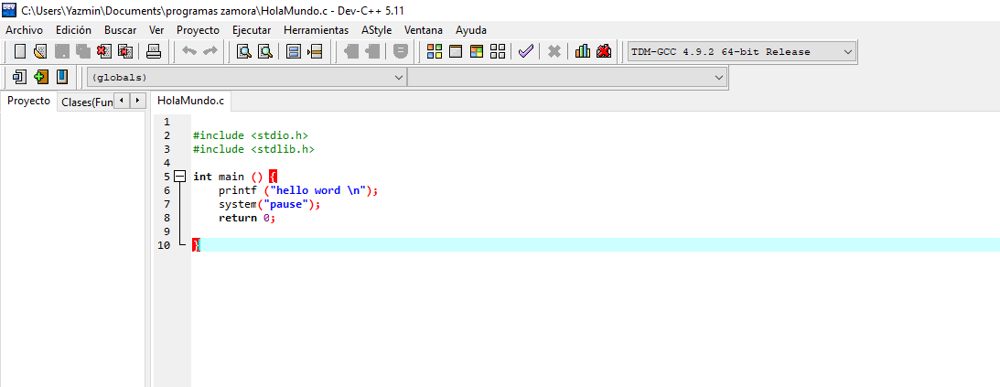 C:\Users\Yazmin\Documents\programas zamora\HolaMundo.c - Dev-C++ 5.11
Archivo Edición Buscar Ver Proyecto Ejecutar Herramientas AStyle Ventana Ayuda
TDM-GCC 4.9.2 64-bit Release
(globals)
Proyecto Clases(Fun HolaMundo.c
1
2 #include <stdio.h>
3 #include <stdlib.h>
4
5 int main () {
6 printf ("hello word \n");
7 system("pause");
8 return 0;
9
10 }